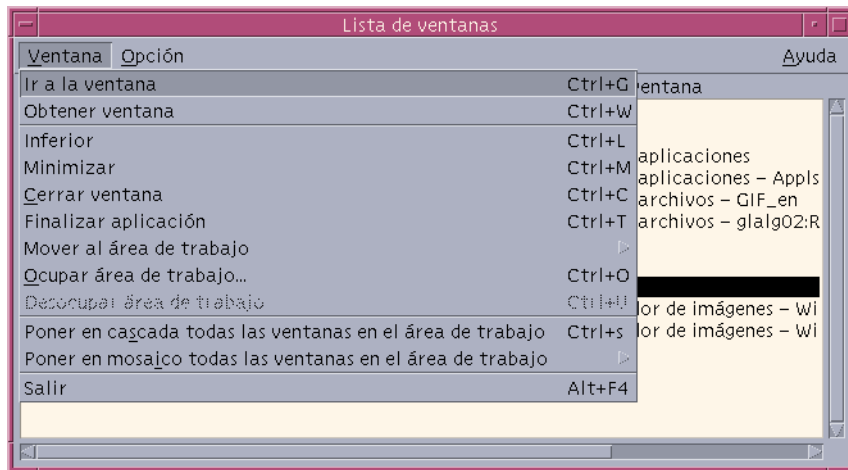 Lista de ventanas
Ventana Opción Ayuda
Ir a la ventana Ctrl+G
Obtener ventana Ctrl+W
Inferior Ctrl+L
Minimizar Ctrl+M
Cerrar ventana Ctrl+C
Finalizar aplicación Ctrl+T
Mover al área de trabajo
Ocupar área de trabajo... Ctrl+O
Desocupar área de trabajo Ctrl+U
Poner en cascada todas las ventanas en el área de trabajo Ctrl+s
Poner en mosaico todas las ventanas en el área de trabajo
Salir Alt+F4
entana
aplicaciones
aplicaciones – Appls
archivos – GIF_en
archivos – glalg02:R
or de imágenes – Wi
or de imágenes – Wi